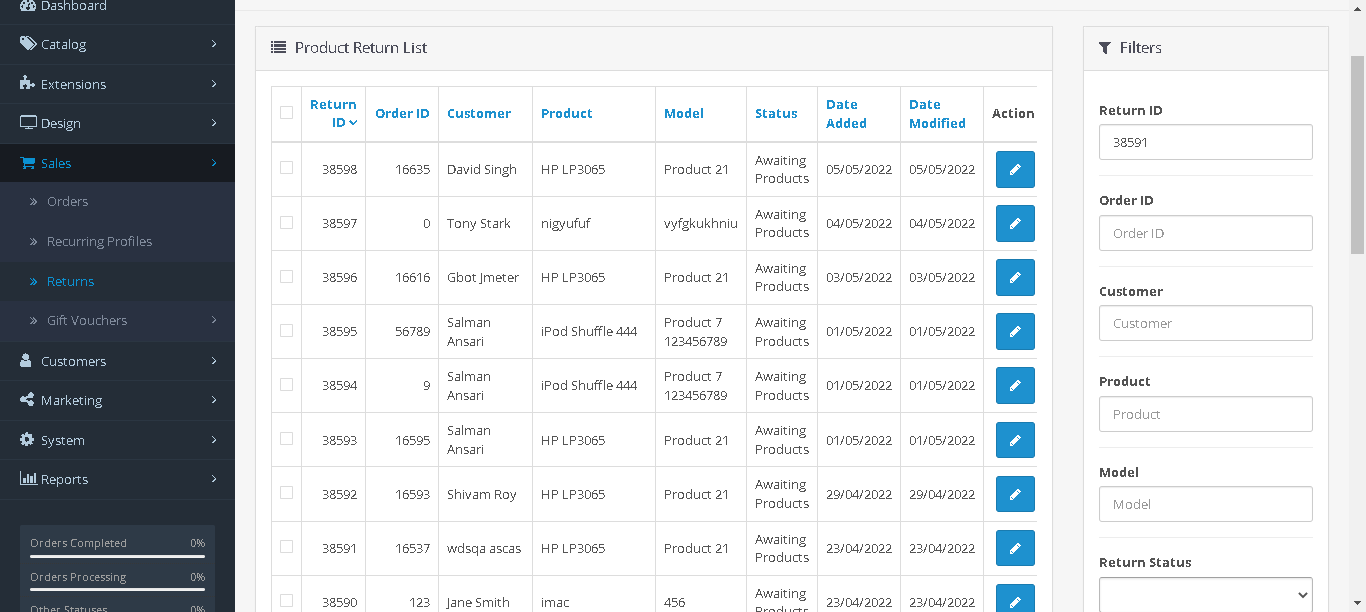 Dashboard
Catalog
Extensions
Design
Sales
Orders
Recurring Profiles
Returns
Gift Vouchers
Customers
Marketing
System
Reports
Orders Completed 0%
Orders Processing 0%
Other Statuses 0%
Product Return List
Return ID Order ID Customer Product Model Status Date Added Date Modified Action
38598 16635 David Singh HP LP3065 Product 21 Awaiting Products 05/05/2022 05/05/2022
38597 0 Tony Stark nigyufuf vyfgkukhniu Awaiting Products 04/05/2022 04/05/2022
38596 16616 Gbot Jmeter HP LP3065 Product 21 Awaiting Products 03/05/2022 03/05/2022
38595 56789 Salman Ansari iPod Shuffle 444 Product 7 123456789 Awaiting Products 01/05/2022 01/05/2022
38594 9 Salman Ansari iPod Shuffle 444 Product 7 123456789 Awaiting Products 01/05/2022 01/05/2022
38593 16595 Salman Ansari HP LP3065 Product 21 Awaiting Products 01/05/2022 01/05/2022
38592 16593 Shivam Roy HP LP3065 Product 21 Awaiting Products 29/04/2022 29/04/2022
38591 16537 wdsqa ascas HP LP3065 Product 21 Awaiting Products 23/04/2022 23/04/2022
38590 123 Jane Smith imac 456 Awaiting Products 23/04/2022 23/04/2022
Filters
Return ID
38591
Order ID
Order ID
Customer
Customer
Product
Product
Model
Model
Return Status